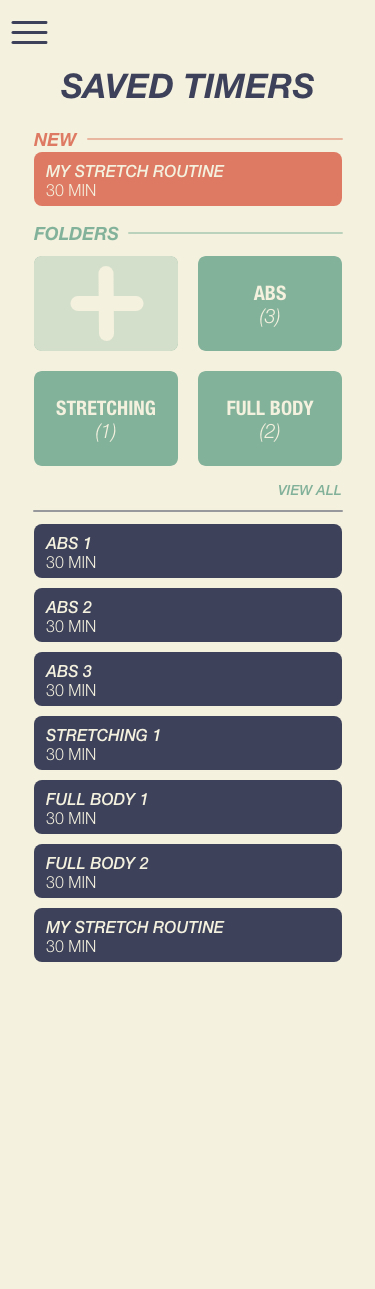 SAVED TIMERS
NEW
MY STRETCH ROUTINE
30 MIN
FOLDERS
ABS
(3)
STRETCHING
(1)
FULL BODY
(2)
VIEW ALL
ABS 1
30 MIN
ABS 2
30 MIN
ABS 3
30 MIN
STRETCHING 1
30 MIN
FULL BODY 1
30 MIN
FULL BODY 2
30 MIN
MY STRETCH ROUTINE
30 MIN